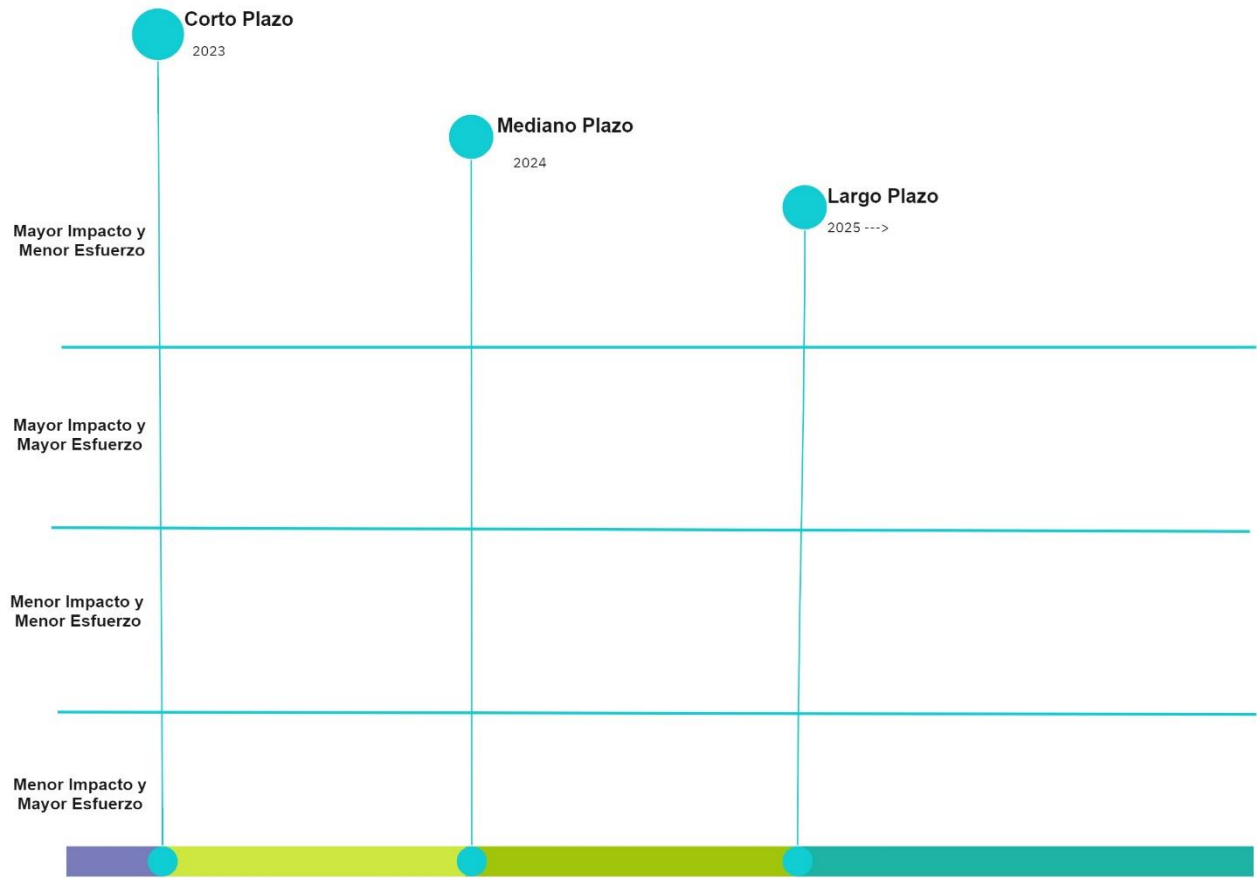 Corto Plazo
2023
Mediano Plazo
2024
Largo Plazo
2025 --->
Mayor Impacto y
Menor Esfuerzo
Mayor Impacto y
Mayor Esfuerzo
Menor Impacto y
Menor Esfuerzo
Menor Impacto y
Mayor Esfuerzo